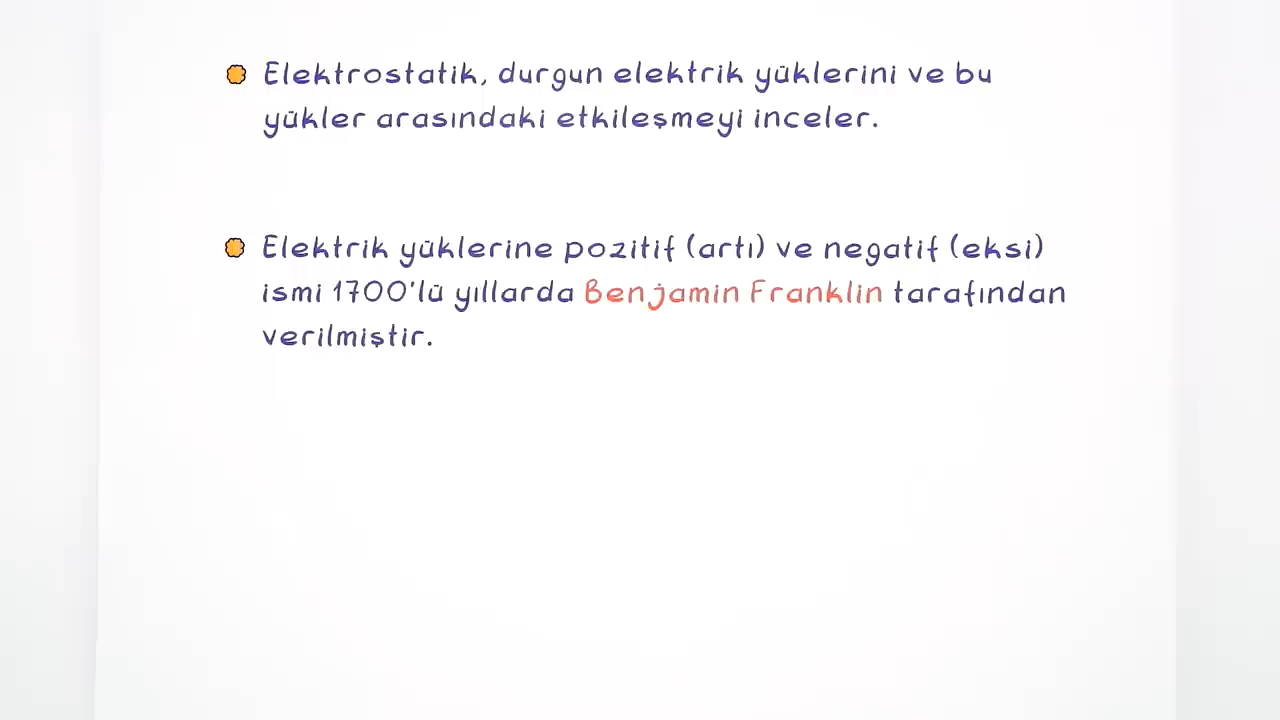 Elektrostatik, durgun elektrik yüklerini ve bu
yükler arasındaki etkileşmeyi inceler.
Elektrik yüklerine pozitif (artı) ve negatif (eksi)
ismi 1700'lü yıllarda Benjamin Franklin tarafından
verilmiştir.